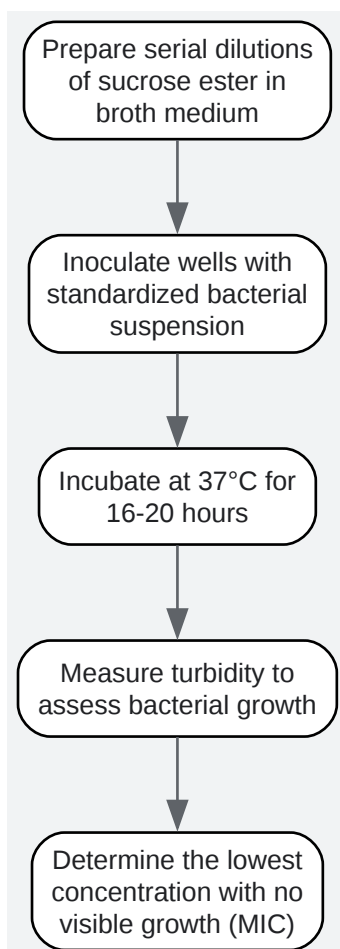 Prepare serial dilutions
of sucrose ester in
broth medium
Inoculate wells with
standardized bacterial
suspension
Incubate at 37°C for
16-20 hours
Measure turbidity to
assess bacterial growth
Determine the lowest
concentration with no
visible growth (MIC)